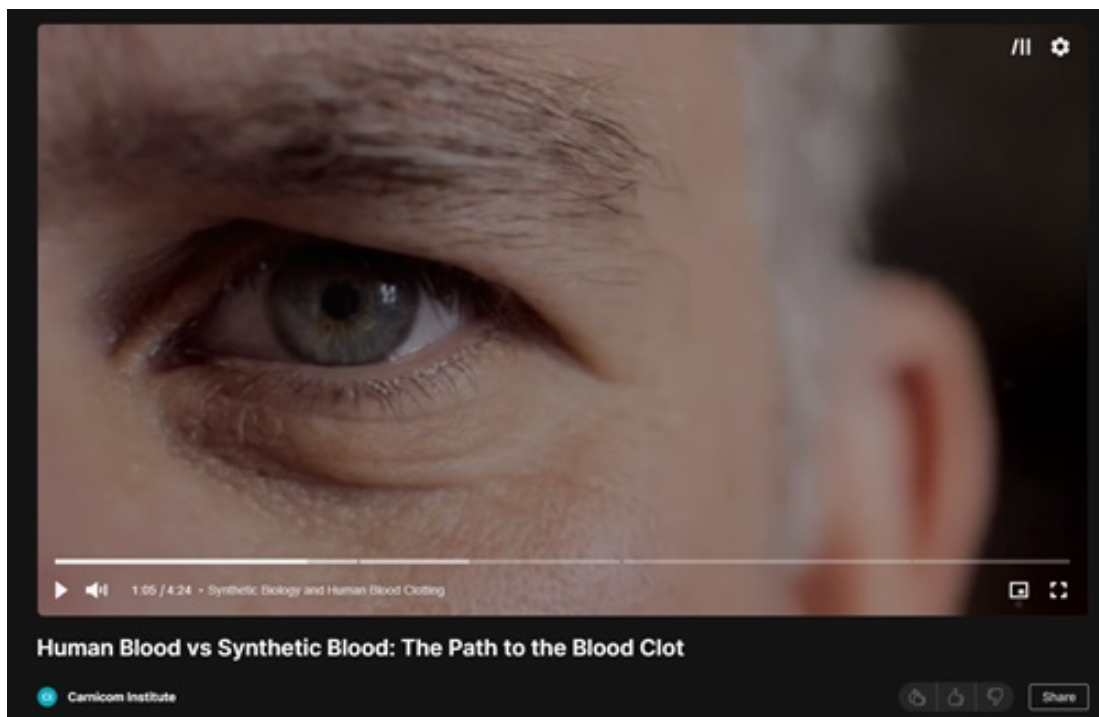 1:05 / 4:24 • Synthetic Biology and Human Blood Clotting
Human Blood vs Synthetic Blood: The Path to the Blood Clot
CI Carnicom Institute
Share